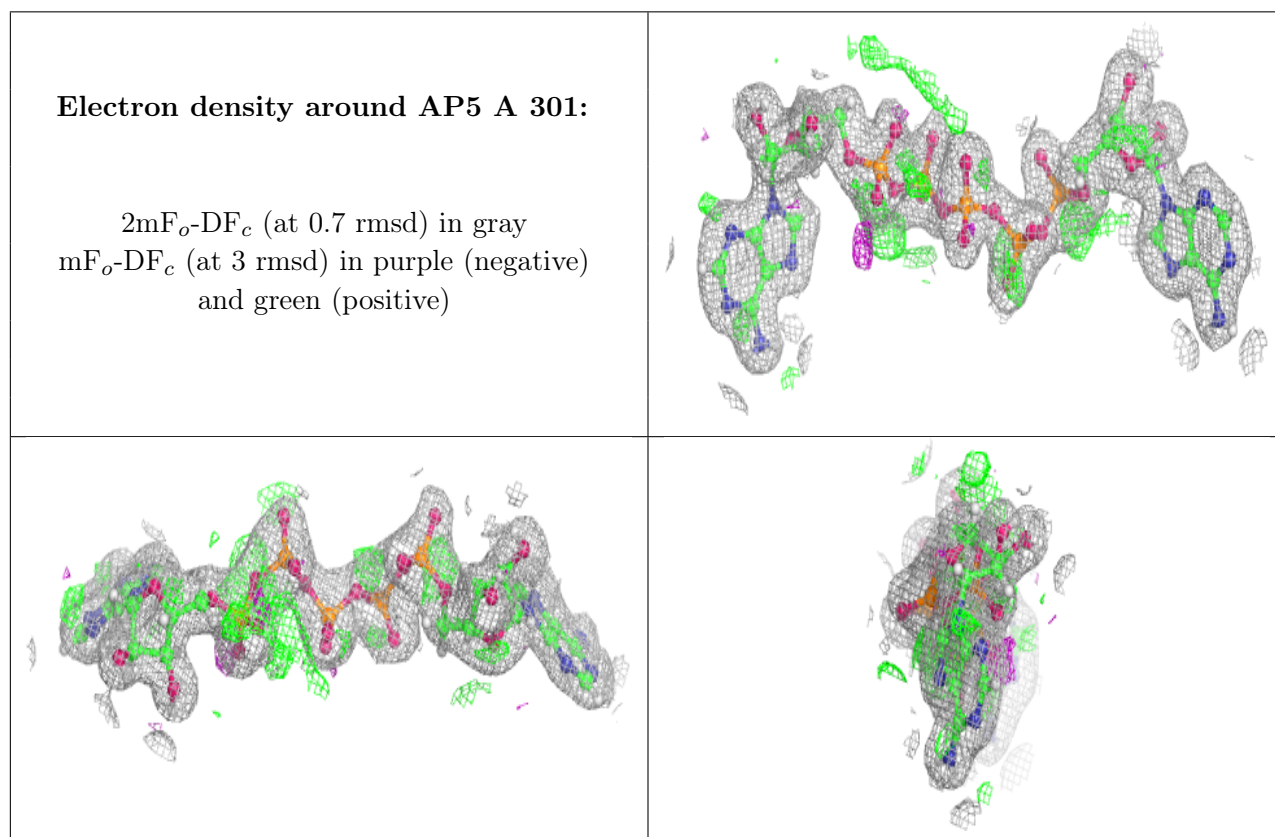 Electron density around AP5 A 301:
2mFo-DFc (at 0.7 rmsd) in gray
mFo-DFc (at 3 rmsd) in purple (negative)
and green (positive)